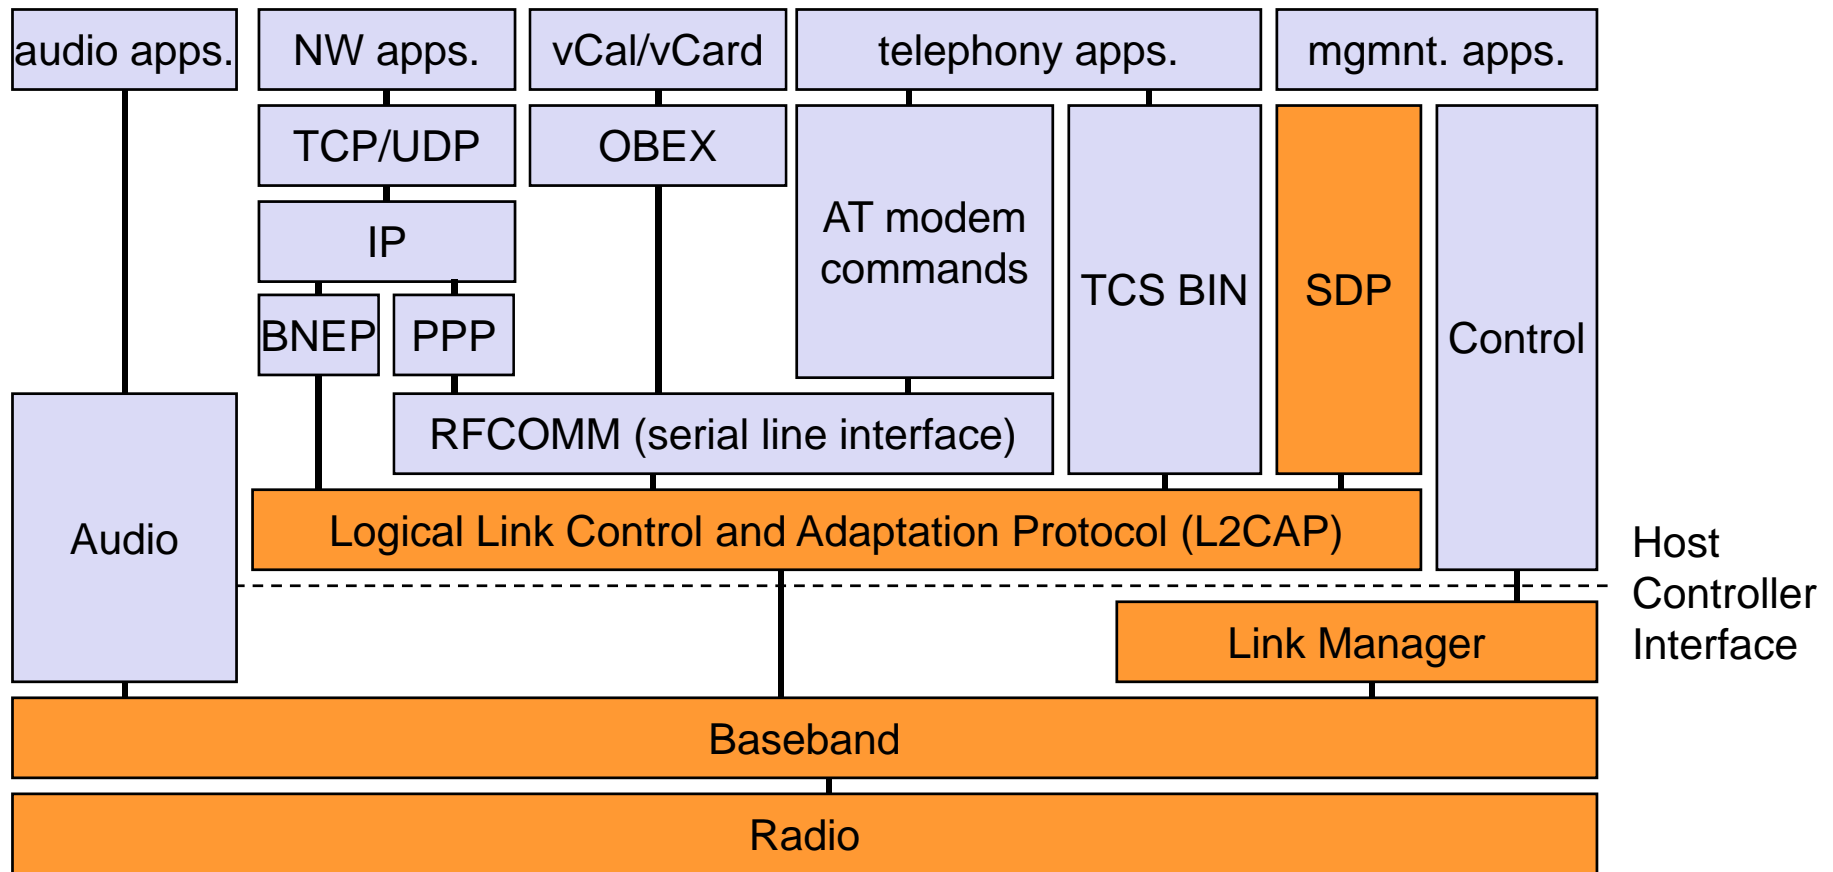 audio apps.
NW apps.
vCal/vCard
telephony apps.
mgmnt. apps.
TCP/UDP
OBEX
AT modem
commands
TCS BIN
SDP
Control
IP
BNEP
PPP
RFCOMM (serial line interface)
Audio
Logical Link Control and Adaptation Protocol (L2CAP)
Host
Controller
Interface
Link Manager
Baseband
Radio